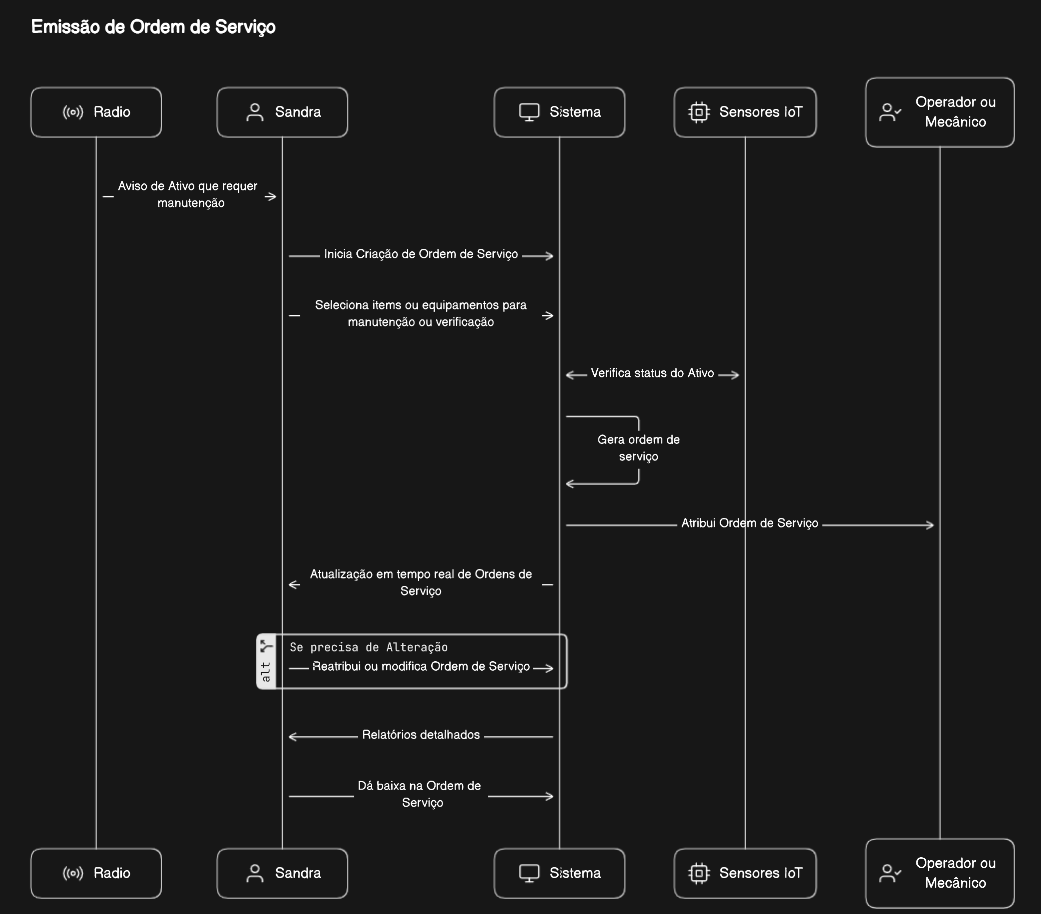 Emissão de Ordem de Serviço
Radio
Sandra
Sistema
Sensores IoT
Operador ou
Mecânico
Aviso de Ativo que requer
manutenção
Inicia Criação de Ordem de Serviço
Seleciona items ou equipamentos para
manutenção ou verificação
Verifica status do Ativo
Gera ordem de
serviço
Atribui Ordem de Serviço
Atualização em tempo real de Ordens de
Serviço
alt
Se precisa de Alteração
Reatribui ou modifica Ordem de Serviço
Relatórios detalhados
Dá baixa na Ordem de
Serviço
Radio
Sandra
Sistema
Sensores IoT
Operador ou
Mecânico